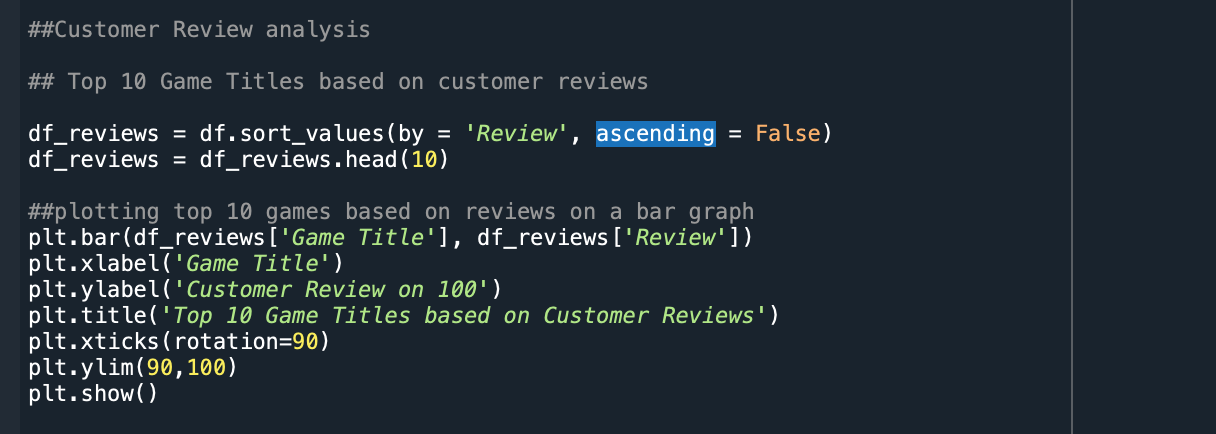 ##Customer Review analysis
## Top 10 Game Titles based on customer reviews
df_reviews = df.sort_values(by = 'Review', ascending = False)
df_reviews = df_reviews.head(10)
##plotting top 10 games based on reviews on a bar graph
plt.bar(df_reviews['Game Title'], df_reviews['Review'])
plt.xlabel('Game Title')
plt.ylabel('Customer Review on 100')
plt.title('Top 10 Game Titles based on Customer Reviews')
plt.xticks(rotation=90)
plt.ylim(90,100)
plt.show()